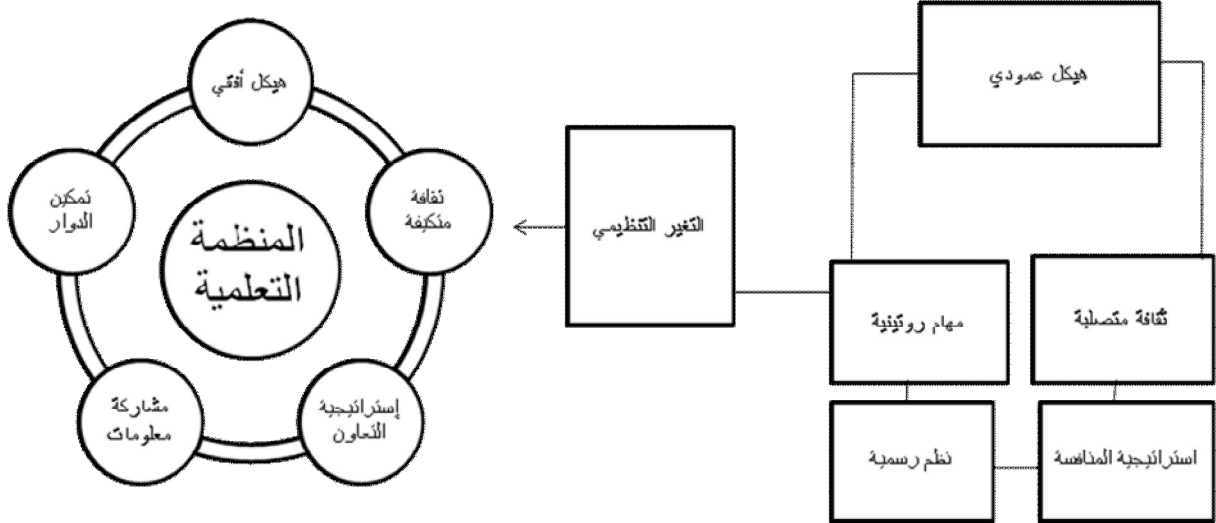 هيكل عمودي
ثقافة متصلبة
مهام روتينية
استراتيجية المنافسة
نظم رسمية
التغير التنظيمي
هيكل أفقي
ثقافة
متكيفة
تمكين
الدوار
المنظمة
التعلمية
إستراتيجية
التعاون
مشاركة
معلومات